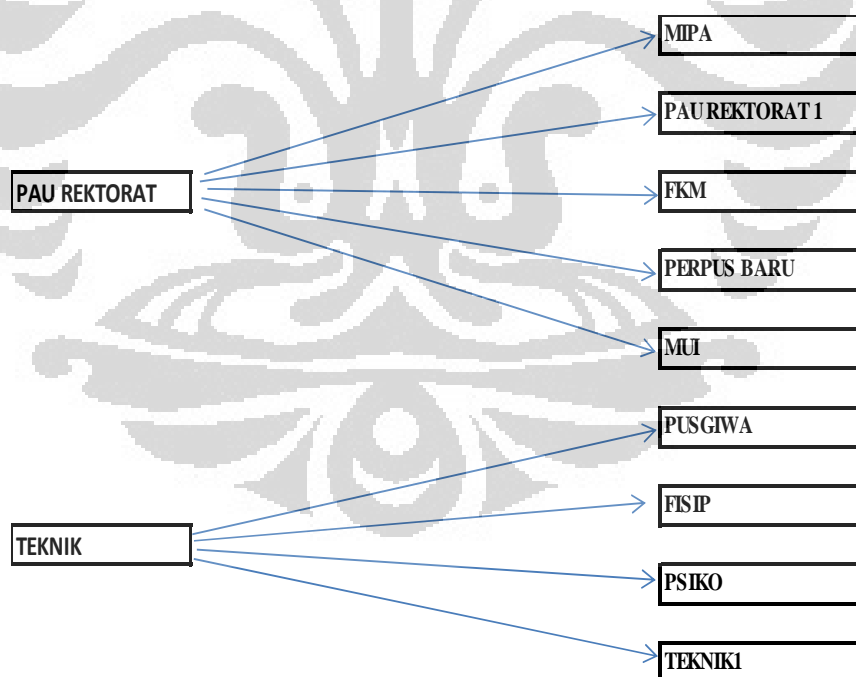 MIPA
PAU REKTORAT 1
PAU REKTORAT
FKM
PERPUS BARU
MUI
PUSGIWA
FISIP
TEKNIK
PSIKO
TEKNIK1